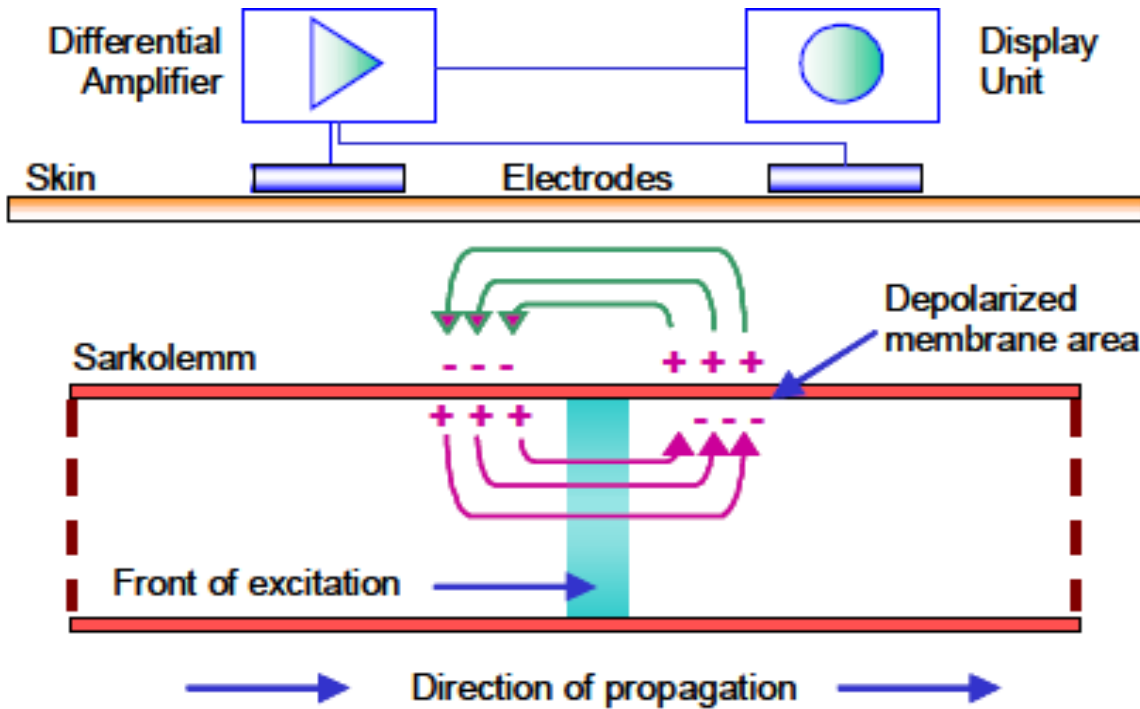 Differential
Amplifier
Display
Unit
Skin
Electrodes
Depolarized
membrane area
Sarkolemm
- - -
+ + +
+ + +
- - -
Front of excitation
Direction of propagation